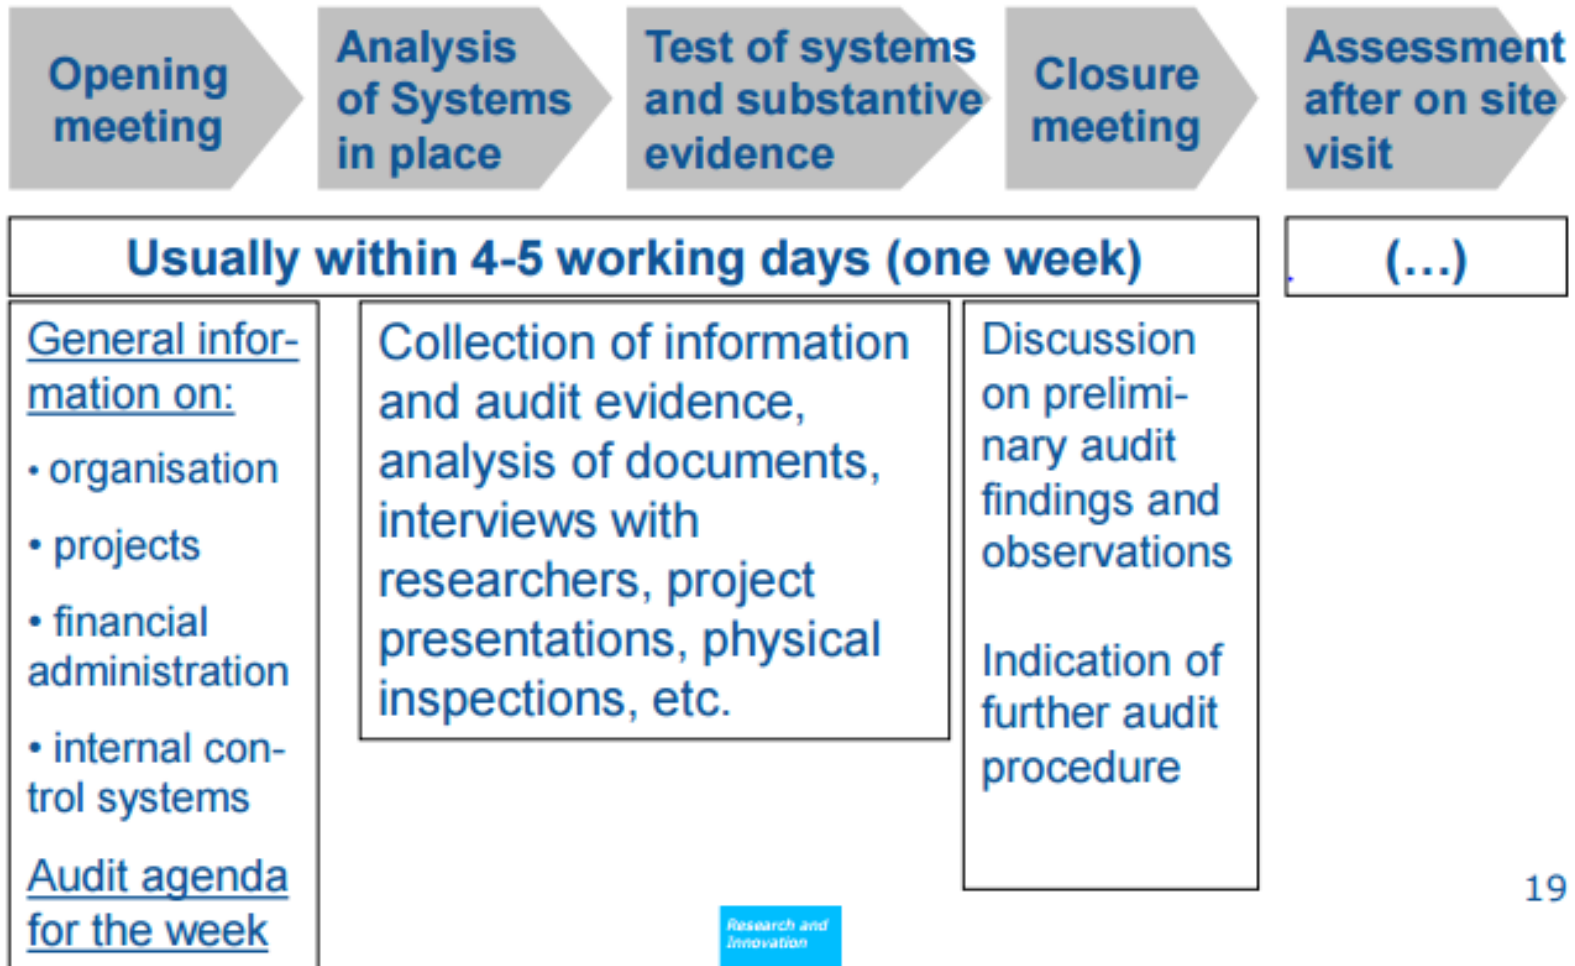 Opening
meeting
Analysis
of Systems
in place
Test of systems
and substantive
evidence
Closure
meeting
Assessment
after on site
visit
Usually within 4-5 working days (one week)
(...)
General infor-
mation on:
• organisation
• projects
• financial
administration
• internal con-
trol systems
Audit agenda
for the week
Collection of information
and audit evidence,
analysis of documents,
interviews with
researchers, project
presentations, physical
inspections, etc.
Discussion
on prelimi-
nary audit
findings and
observations
Indication of
further audit
procedure
19
Research and
Innovation